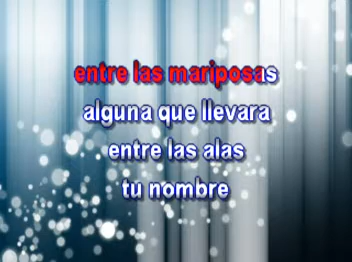 entre las mariposas
alguna que llevara
entre las alas
tu nombre